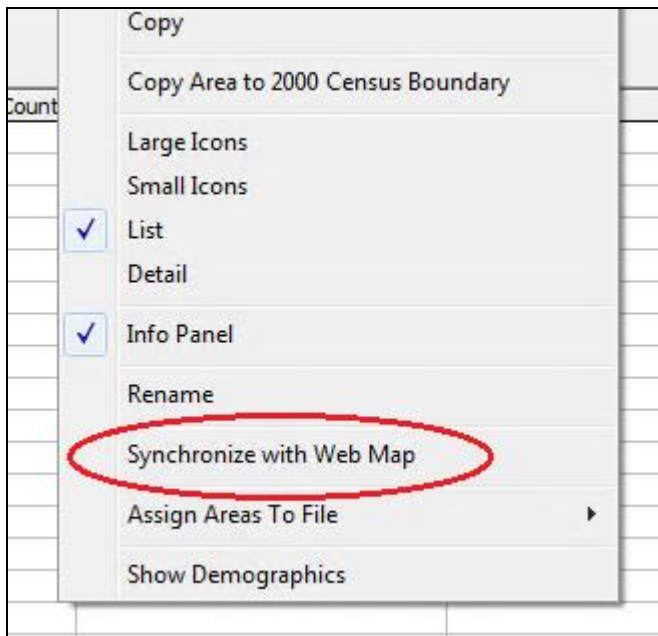 Copy
Copy Area to 2000 Census Boundary
Count
Large Icons
Small Icons
List
Detail
Info Panel
Rename
Synchronize with Web Map
Assign Areas To File
Show Demographics